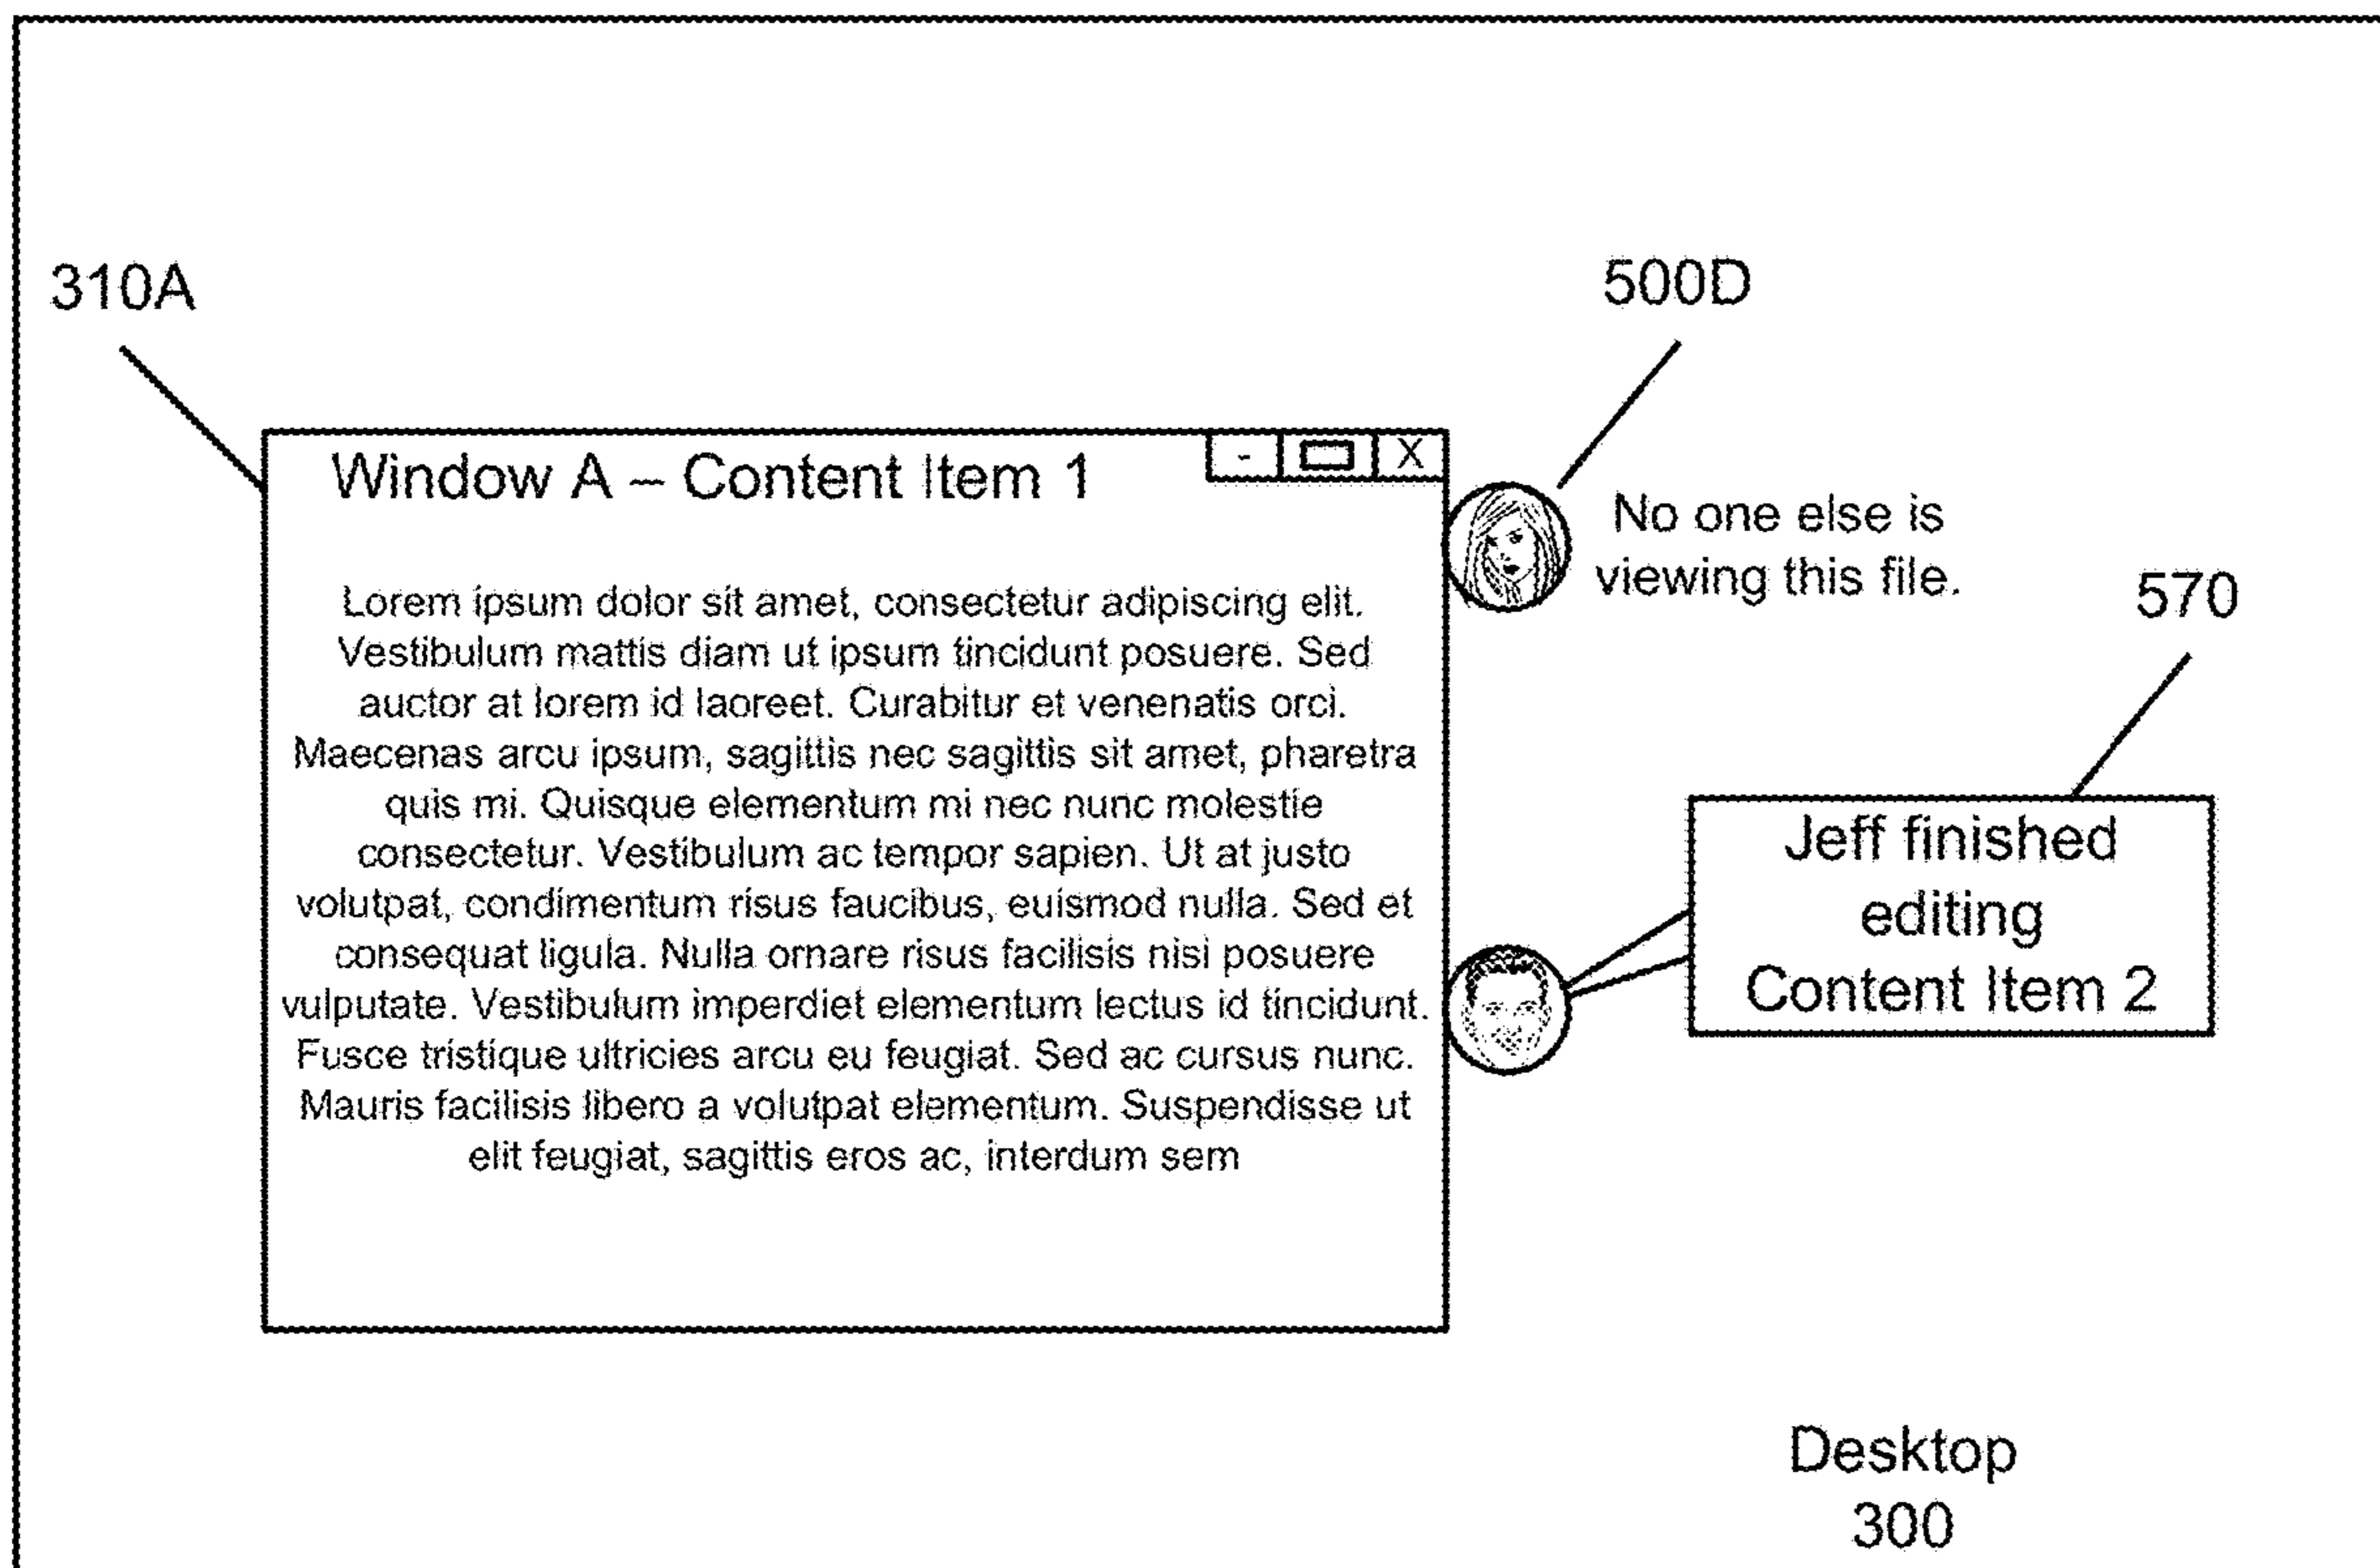 310A
500D
Window A – Content Item 1
- X
No one else is
viewing this file.
570
Lorem ipsum dolor sit amet, consectetur adipiscing elit.
Vestibulum mattis diam ut ipsum tincidunt posuere. Sed
auctor at lorem id laoreet. Curabitur et venenatis orci.
Maecenas arcu ipsum, sagittis nec sagittis sit amet, pharetra
quis mi. Quisque elementum mi nec nunc molestie
consectetur. Vestibulum ac tempor sapien. Ut at justo
volutpat, condimentum risus faucibus, euismod nulla. Sed et
consequat ligula. Nulla ornare risus facilisis nisi posuere
vulputate. Vestibulum imperdiet elementum lectus id tincidunt.
Fusce tristique ultricies arcu eu feugiat. Sed ac cursus nunc.
Mauris facilisis libero a volutpat elementum. Suspendisse ut
elit feugiat, sagittis eros ac, interdum sem
Jeff finished
editing
Content Item 2
Desktop
300